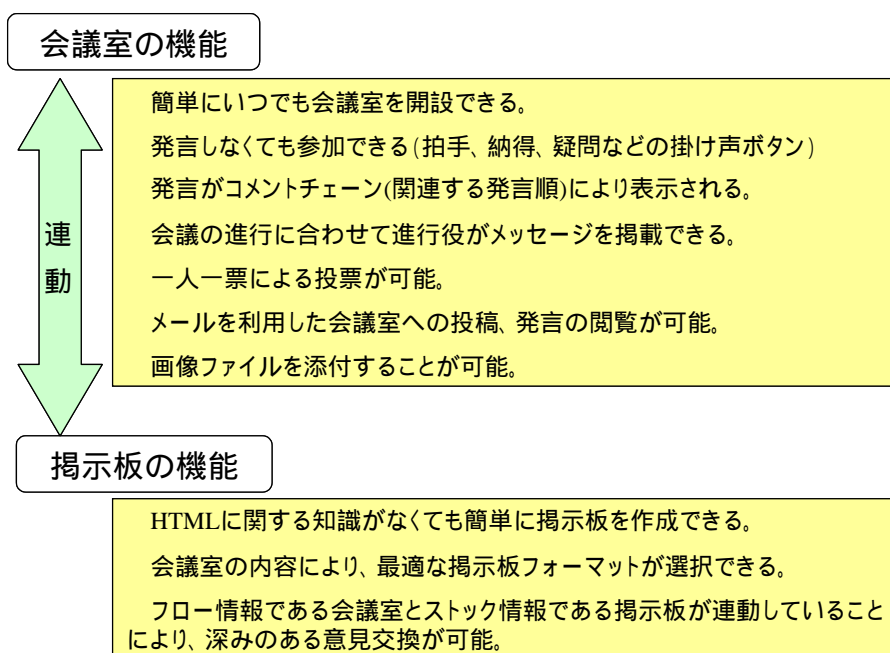 会議室の機能
簡単にいつでも会議室を開設できる。
発言しなくても参加できる(拍手、納得、疑問などの掛け声ボタン)
発言がコメントチェーン(関連する発言順)により表示される。
連動
会議の進行に合わせて進行役がメッセージを掲載できる。
一人一票による投票が可能。
メールを利用した会議室への投稿、発言の閲覧が可能。
画像ファイルを添付することが可能。
掲示板の機能
HTMLに関する知識がなくても簡単に掲示板を作成できる。
会議室の内容により、最適な掲示板フォーマットが選択できる。
フロー情報である会議室とストック情報である掲示板が連動していること
により、深みのある意見交換が可能。